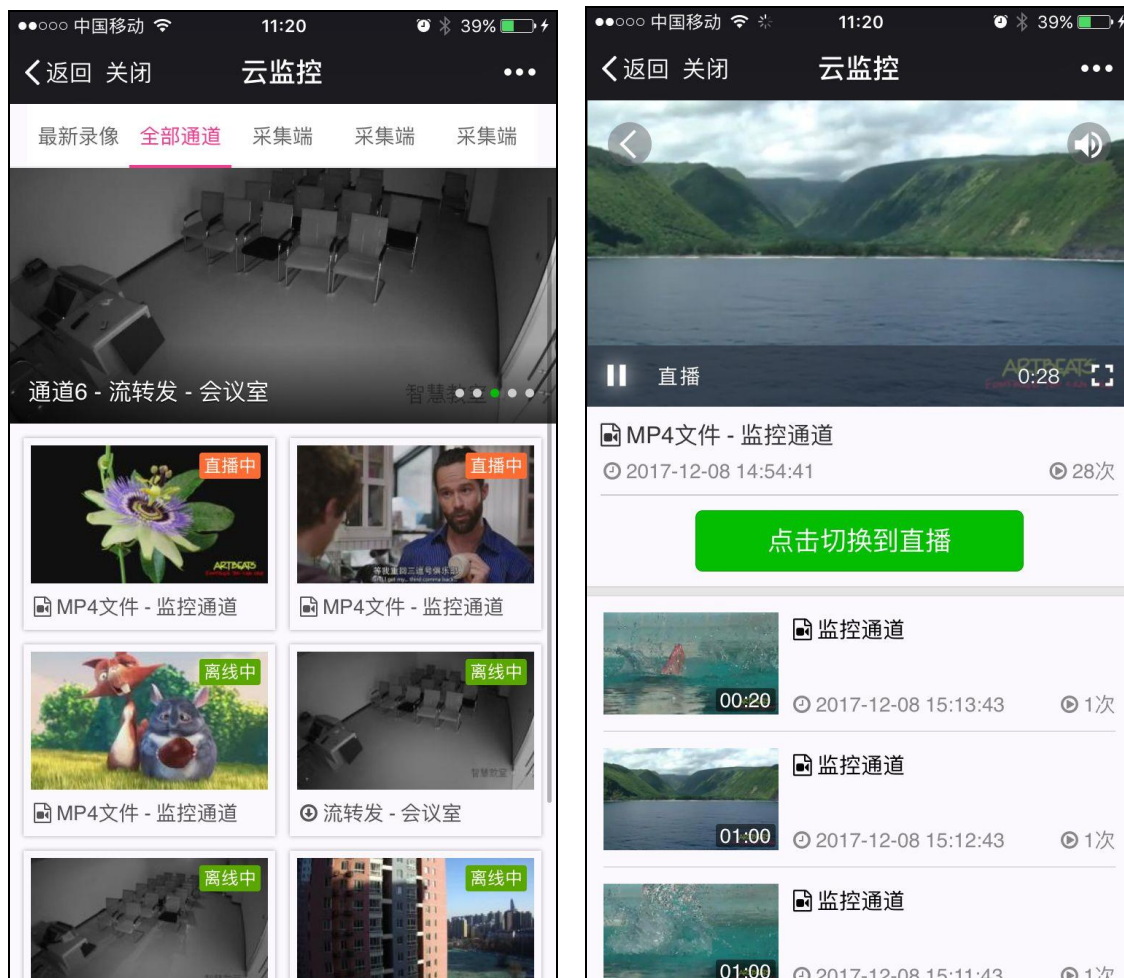 中国移动 11:20 39%
返回 关闭 云监控
最新录像 全部通道 采集端 采集端 采集端
通道6 - 流转发 - 会议室
智慧教室
直播中
ARTBEATS
MP4文件 - 监控通道
直播中
MP4文件 - 监控通道
离线中
MP4文件 - 监控通道
离线中
智慧教室
流转发 - 会议室
离线中
离线中
中国移动 11:20 39%
返回 关闭 云监控
ARTBEATS
直播 0:28
MP4文件 - 监控通道
2017-12-08 14:54:41 28次
点击切换到直播
监控通道
00:20 2017-12-08 15:13:43 1次
监控通道
01:00 2017-12-08 15:12:43 1次
监控通道
01:00 2017-12-08 15:11:43 1次